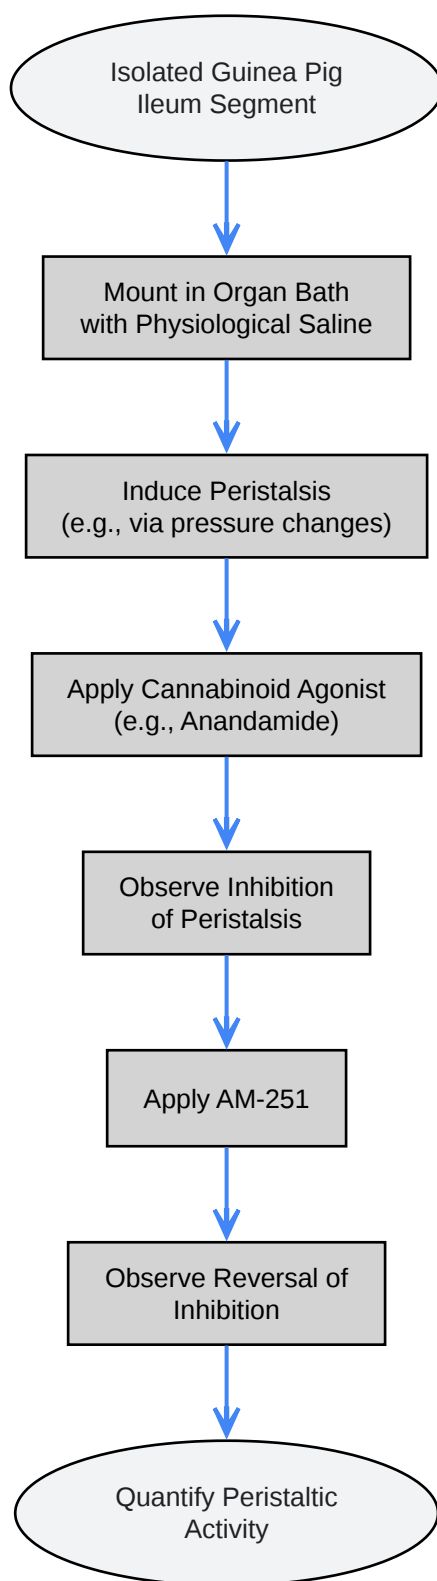 Isolated Guinea Pig
Ileum Segment
Mount in Organ Bath
with Physiological Saline
Induce Peristalsis
(e.g., via pressure changes)
Apply Cannabinoid Agonist
(e.g., Anandamide)
Observe Inhibition
of Peristalsis
Apply AM-251
Observe Reversal of
Inhibition
Quantify Peristaltic
Activity